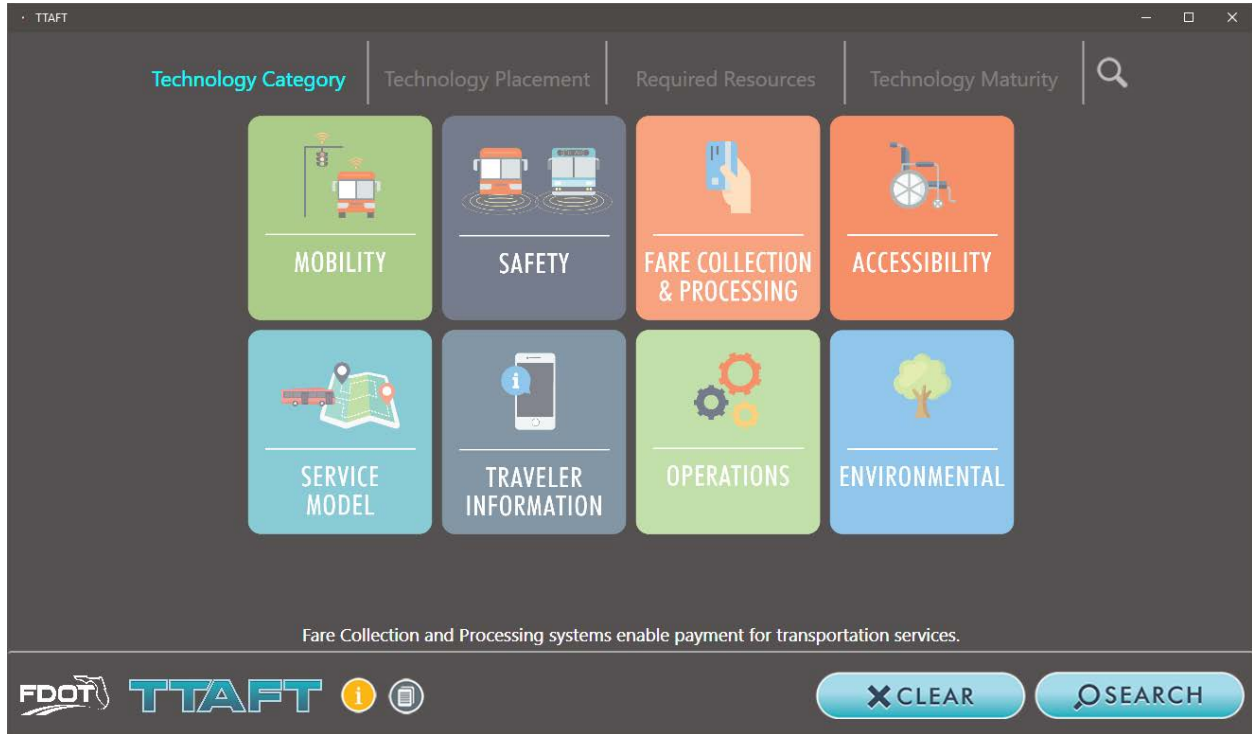 TTAFT
Technology Category
Technology Placement
Required Resources
Technology Maturity
MOBILITY
SAFETY
FARE COLLECTION
& PROCESSING
ACCESSIBILITY
SERVICE
MODEL
TRAVELER
INFORMATION
OPERATIONS
ENVIRONMENTAL
Fare Collection and Processing systems enable payment for transportation services.
FDOT
TTAFT
i
CLEAR
SEARCH